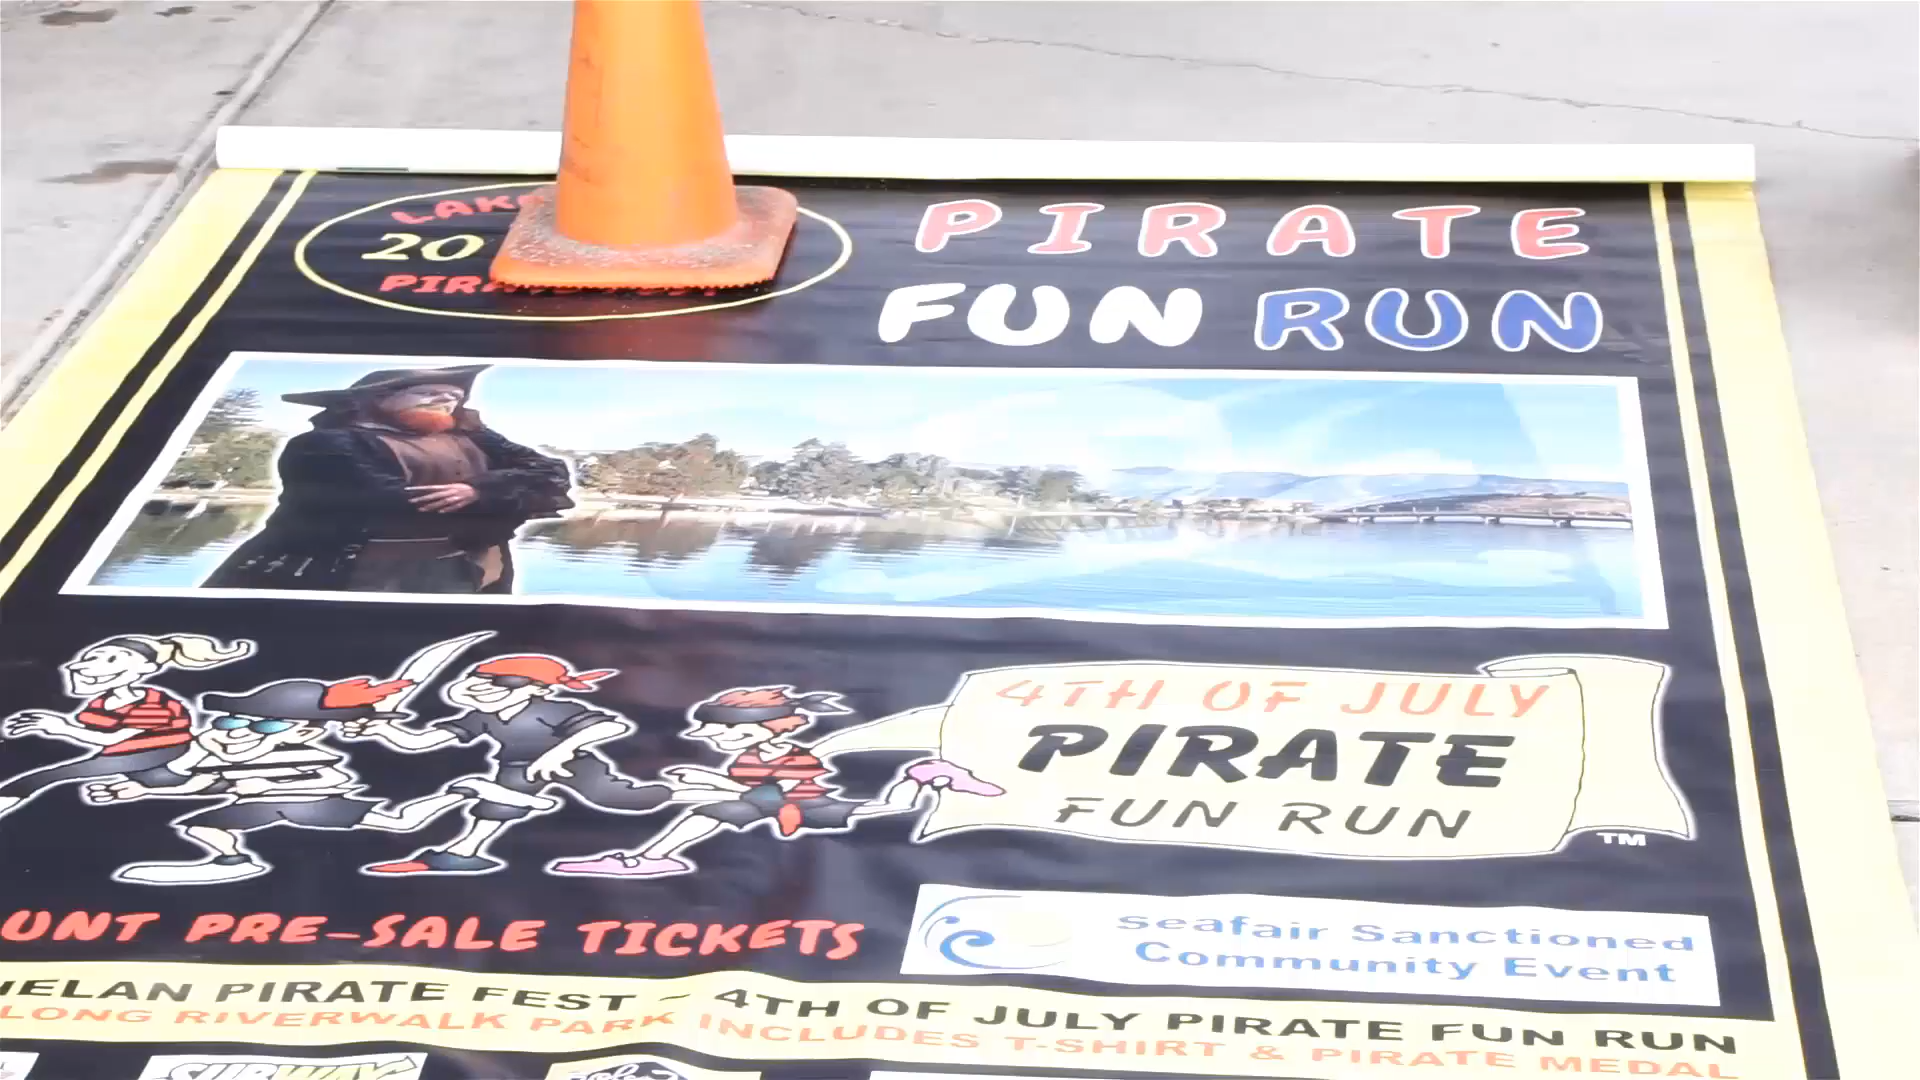 LAKE
20
PIRATE
FUN RUN
4TH OF JULY
PIRATE
FUN RUN
TM
UNT PRE-SALE TICKETS
Seafair Sanctioned
Community Event
HELAN PIRATE FEST ~ 4TH OF JULY PIRATE FUN RUN
LONG RIVERWALK PARK INCLUDES T-SHIRT & PIRATE MEDAL
SUBWAY